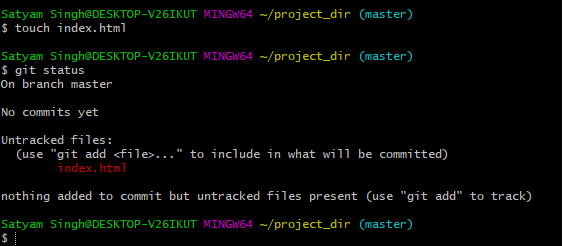 Satyam Singh@DESKTOP-V26IKUT MINGW64 ~/project_dir (master)
$ touch index.html
Satyam Singh@DESKTOP-V26IKUT MINGW64 ~/project_dir (master)
$ git status
On branch master
No commits yet
Untracked files:
(use "git add <file>..." to include in what will be committed)
index.html
nothing added to commit but untracked files present (use "git add" to track)
Satyam Singh@DESKTOP-V26IKUT MINGW64 ~/project_dir (master)
$